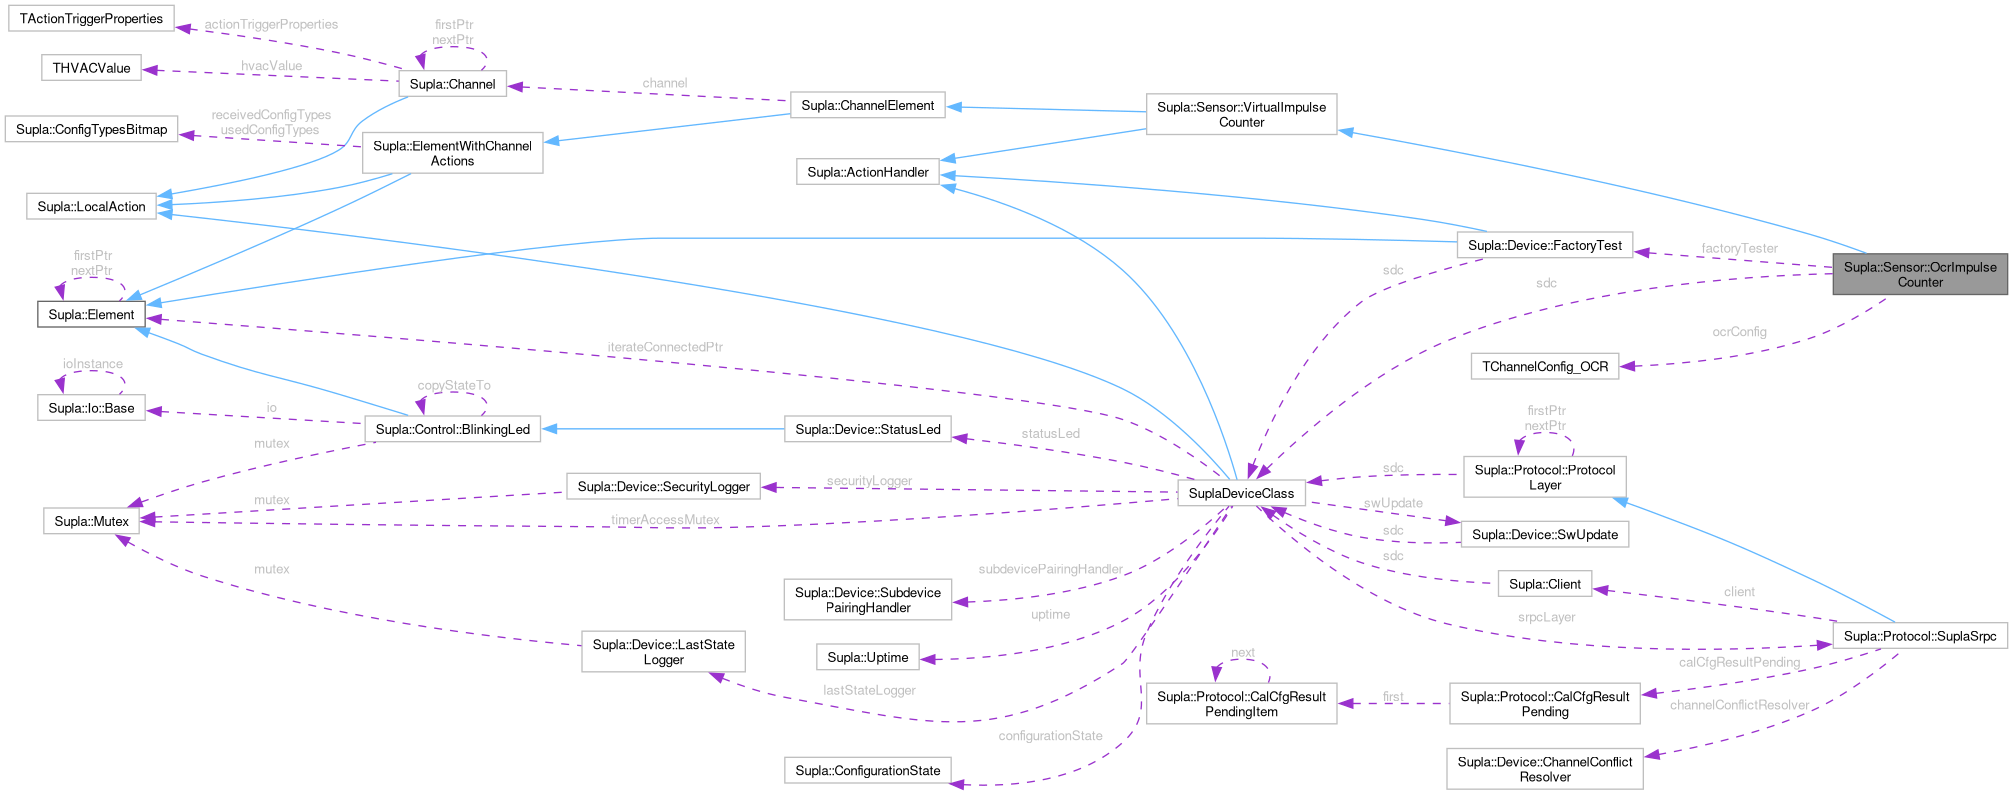 TActionTriggerProperties
actionTriggerProperties
firstPtr
nextPtr
THVACValue
hvacValue
Supla::Channel
channel
Supla::ChannelElement
Supla::Sensor::VirtualImpulse
Counter
Supla::ConfigTypesBitmap
receivedConfigTypes
usedConfigTypes
Supla::ElementWithChannel
Actions
Supla::ActionHandler
Supla::LocalAction
Supla::Device::FactoryTest
factoryTester
Supla::Sensor::OcrImpulse
Counter
firstPtr
nextPtr
sdc
sdc
Supla::Element
iterateConnectedPtr
ocrConfig
TChannelConfig_OCR
ioInstance
Supla::Io::Base
io
copyStateTo
Supla::Control::BlinkingLed
Supla::Device::StatusLed
statusLed
firstPtr
nextPtr
mutex
sdc
Supla::Protocol::Protocol
Layer
Supla::Device::SecurityLogger
securityLogger
SuplaDeviceClass
mutex
Supla::Mutex
timerAccessMutex
swUpdate
sdc
Supla::Device::SwUpdate
mutex
subdevicePairingHandler
sdc
Supla::Client
client
Supla::Device::Subdevice
PairingHandler
uptime
srpcLayer
Supla::Protocol::SuplaSrpc
Supla::Device::LastState
Logger
Supla::Uptime
next
calCfgResultPending
lastStateLogger
Supla::Protocol::CalCfgResult
PendingItem
first
Supla::Protocol::CalCfgResult
Pending
channelConflictResolver
configurationState
Supla::ConfigurationState
Supla::Device::ChannelConflict
Resolver